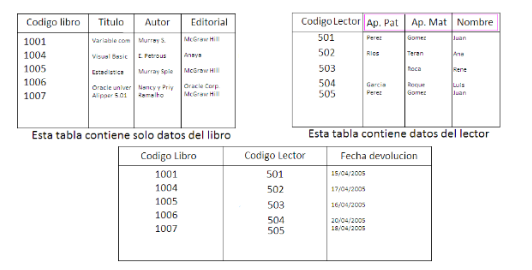 Codigo libro Titulo Autor Editorial
1001 Variable com Murray S. McGraw Hill
1004 Visual Basic E. Petrous Anaya
1005 Estadistica Murrax Spie McGraw Hill
1006 Oracle univer Nancy y Priy Oracle Corp.
1007 Alipper 5.01 Ramalho McGraw Hill
Esta tabla contiene solo datos del libro
Codigo Lector Ap. Pat Ap. Mat Nombre
501 Perez Gomez Juan
502 Rios Teran Ana
503 Roca Rene
504 Garcia Roque Luis
505 Perez Gomez Juan
Esta tabla contiene datos del lector
Codigo Libro Codigo Lector Fecha devolucion
1001 501 15/04/2005
1004 502 17/04/2005
1005 503 16/04/2005
1006 504 20/04/2005
1007 505 16/04/2005